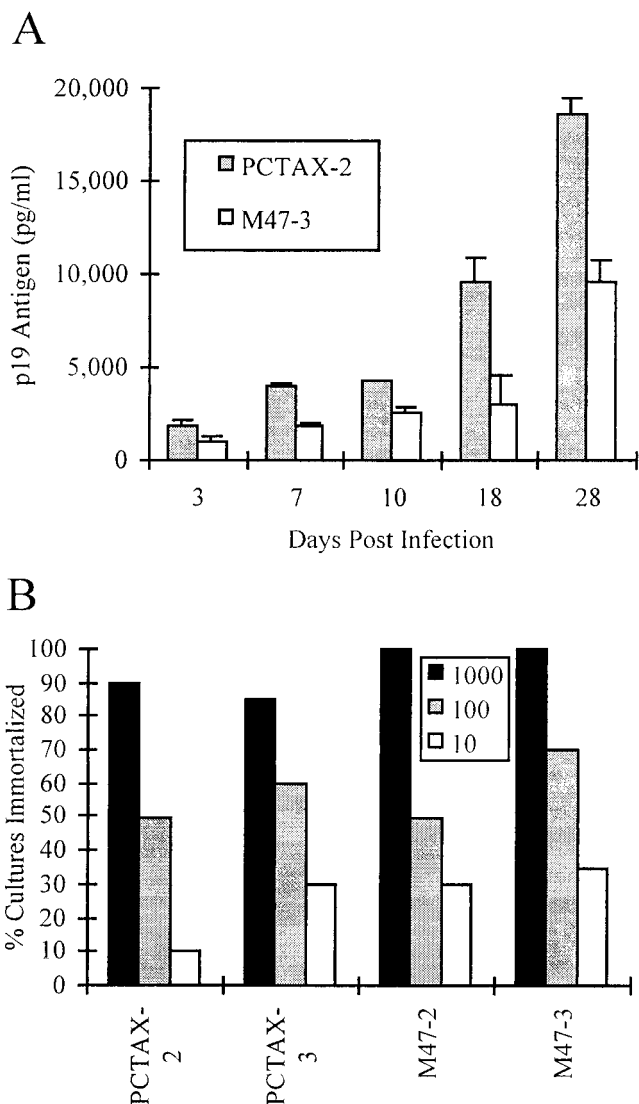 A
20,000
15,000
10,000
5,000
0
p19 Antigen (pg/ml)
PCTAX-2
M47-3
3 7 10 18 28
Days Post Infection
B
100
90
80
70
60
50
40
30
20
10
0
% Cultures Immortalized
1000
100
10
PCTAX-
2
PCTAX-
3
M47-2
M47-3